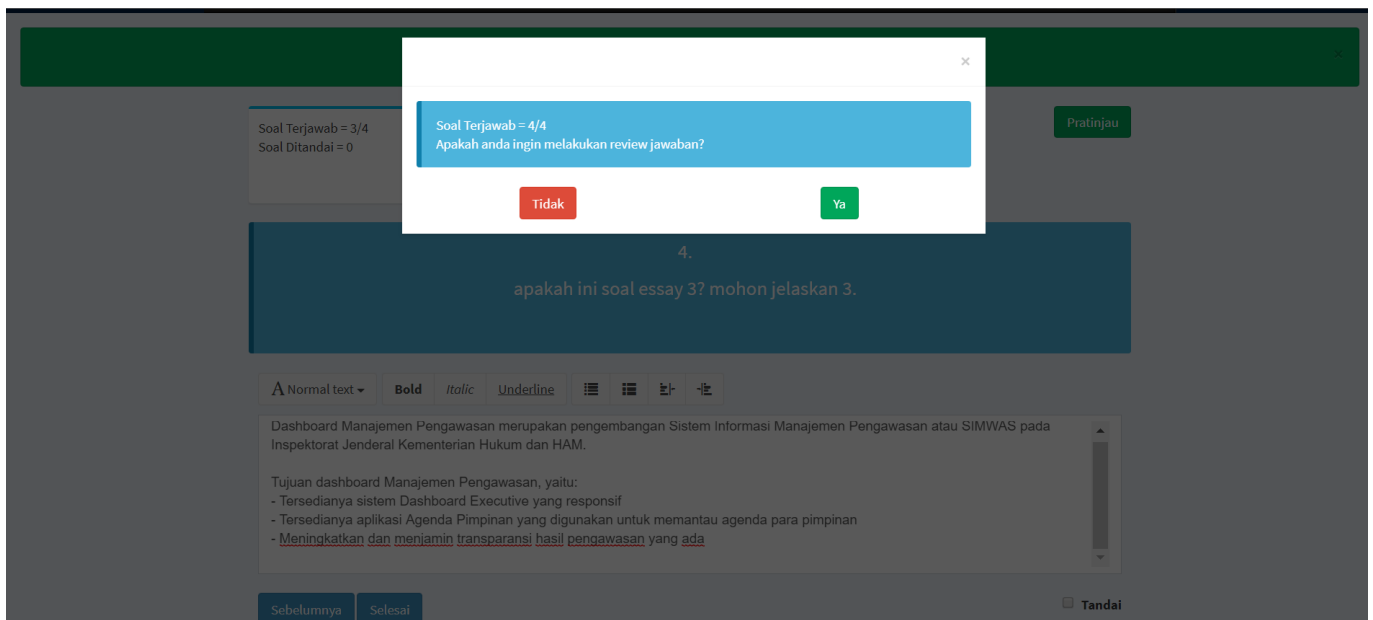 ×
×
Soal Terjawab = 3/4
Soal Ditandai = 0
Soal Terjawab = 4/4
Apakah anda ingin melakukan review jawaban?
Tidak
Ya
Pratinjau
4.
apakah ini soal essay 3? mohon jelaskan 3.
A Normal text
Bold Italic Underline
Dashboard Manajemen Pengawasan merupakan pengembangan Sistem Informasi Manajemen Pengawasan atau SIMWAS pada
Inspektorat Jenderal Kementerian Hukum dan HAM.
Tujuan dashboard Manajemen Pengawasan, yaitu:
- Tersedianya sistem Dashboard Executive yang responsif
- Tersedianya aplikasi Agenda Pimpinan yang digunakan untuk memantau agenda para pimpinan
- Meningkatkan dan menjamin transparansi hasil pengawasan yang ada
Sebelumnya Selesai
Tandai